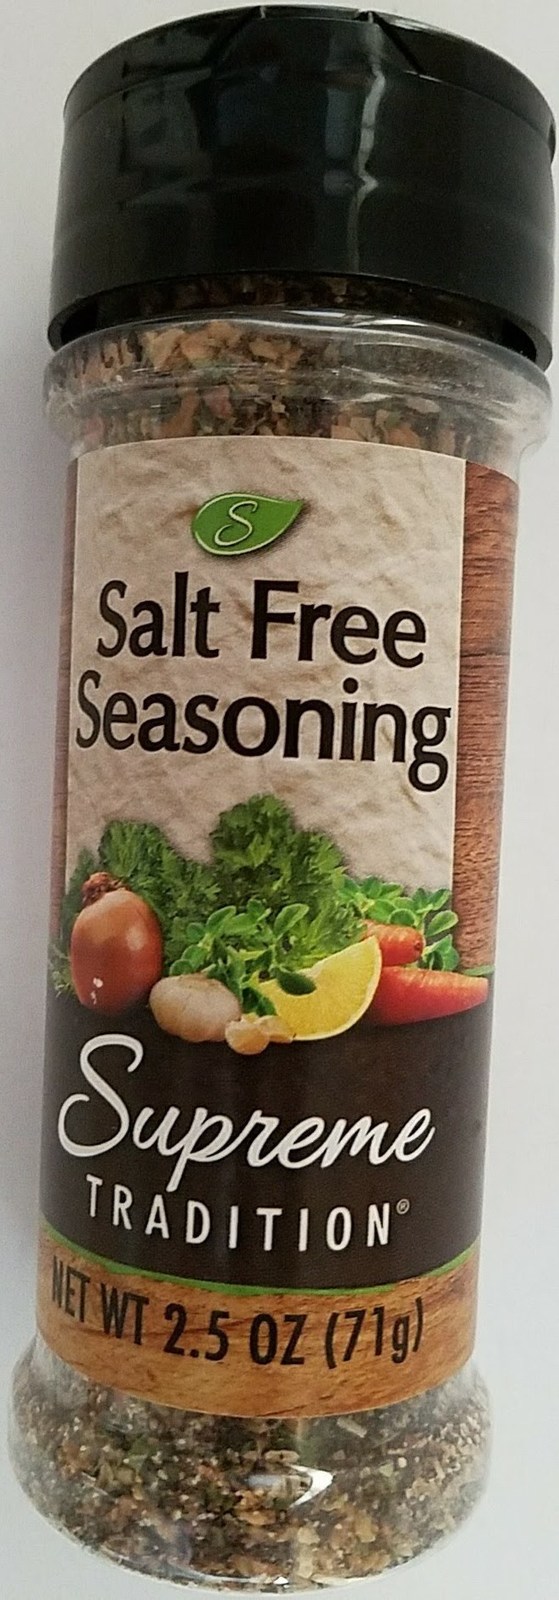 S
Salt Free
Seasoning
Supreme
TRADITION®
NET WT 2.5 OZ (71g)